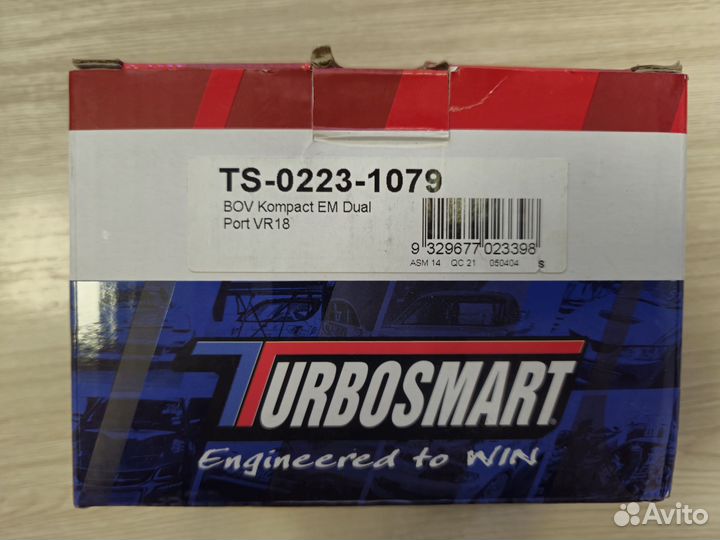 TS-0223-1079
BOV Kompact EM Dual
Port VR18
9 329677 023398
ASM 14 QC 21 050404 S
TURBOSMART
Engineered to WIN
Avito